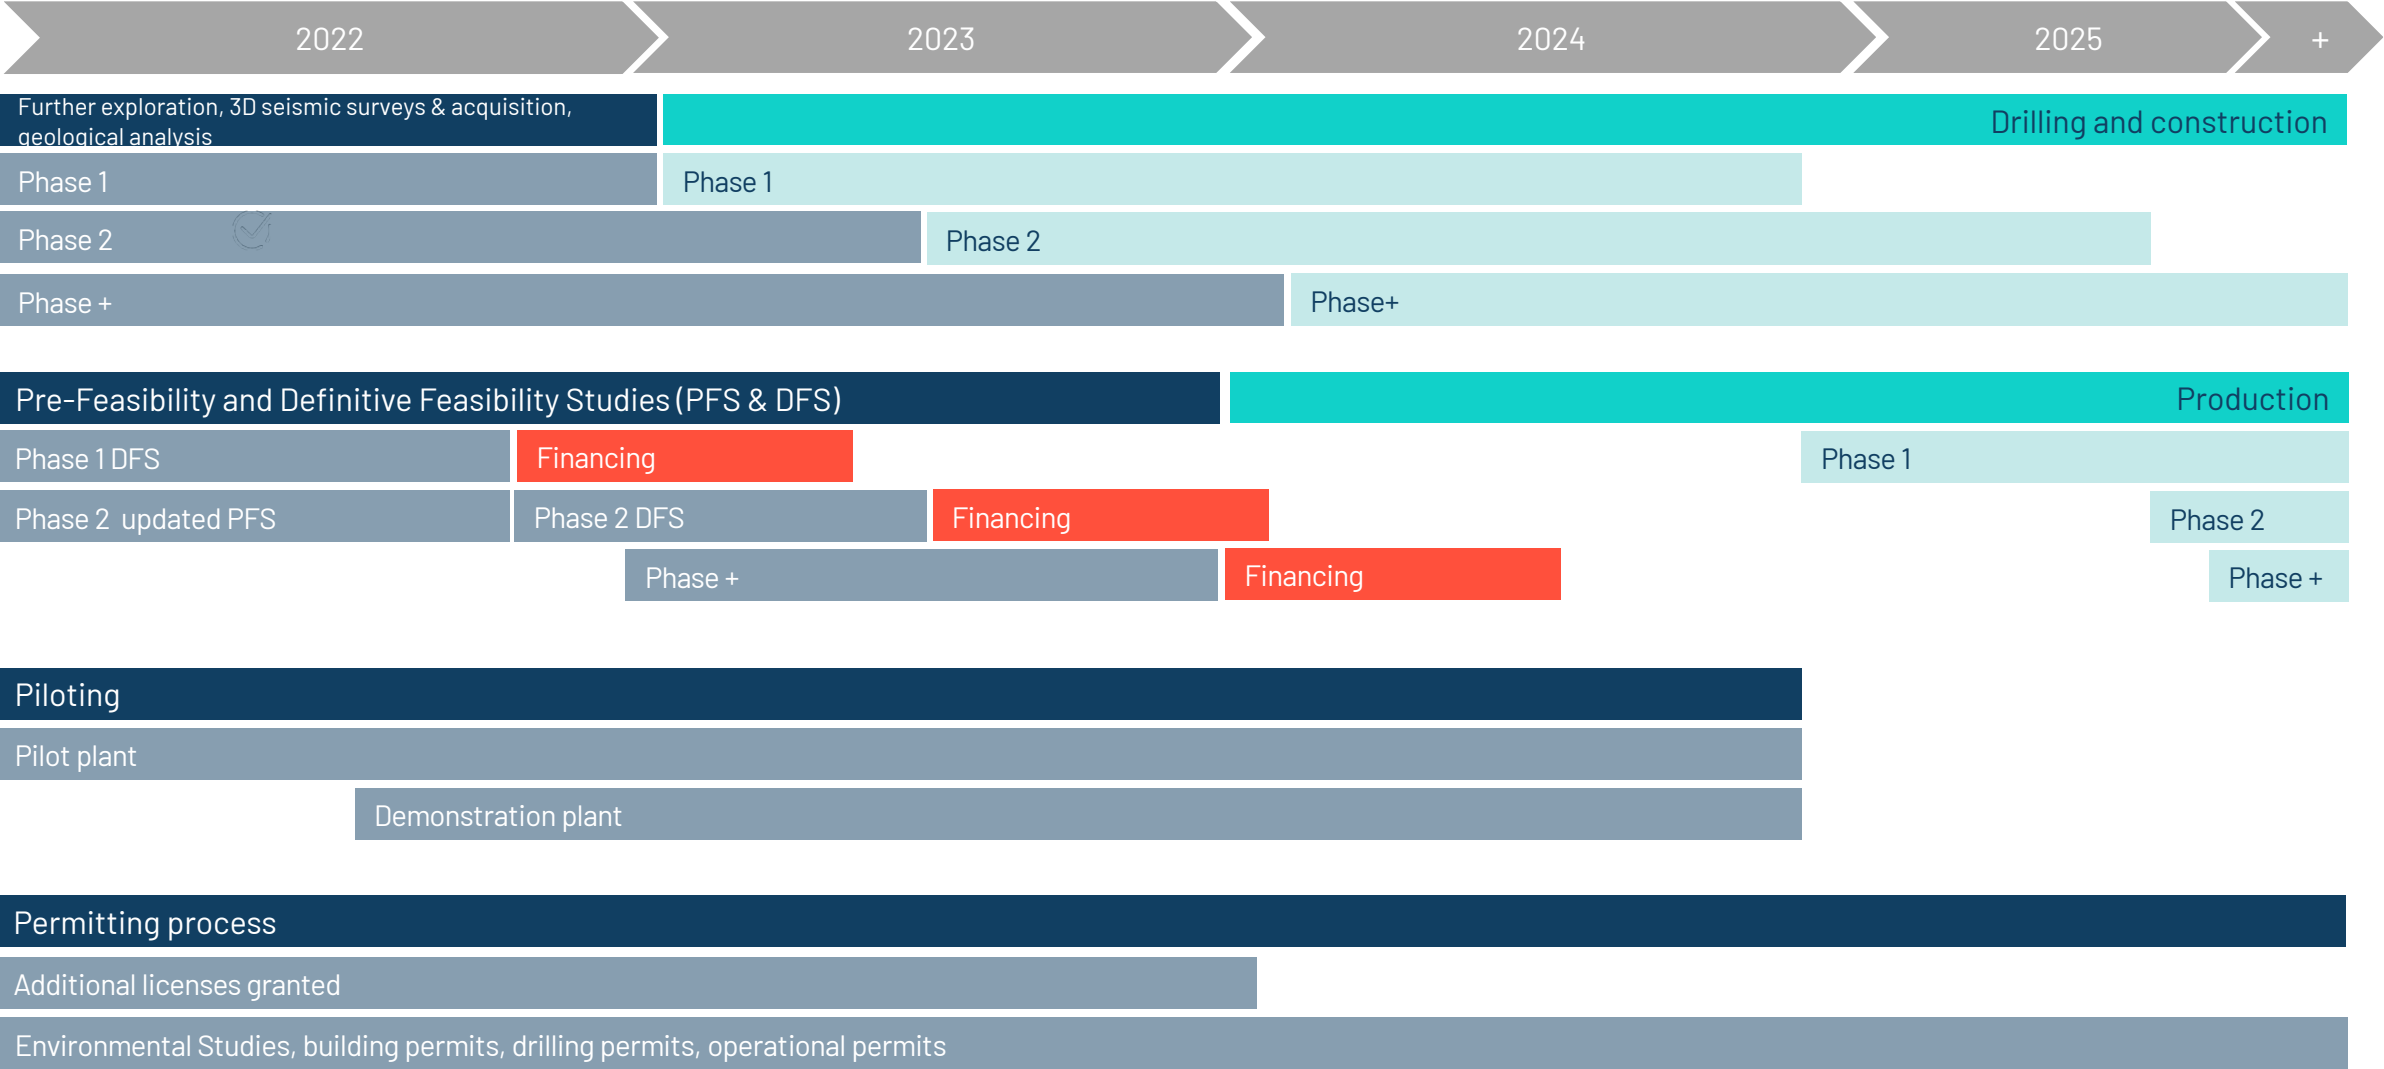 2022
2023
2024
2025
+
Further exploration, 3D seismic surveys & acquisition,
geological analysis
Drilling and construction
Phase 1
Phase 1
Phase 2
Phase 2
Phase +
Phase+
Pre-Feasibility and Definitive Feasibility Studies (PFS & DFS)
Production
Phase 1 DFS
Financing
Phase 1
Phase 2 updated PFS
Phase 2 DFS
Financing
Phase 2
Phase +
Financing
Phase +
Piloting
Pilot plant
Demonstration plant
Permitting process
Additional licenses granted
Environmental Studies, building permits, drilling permits, operational permits